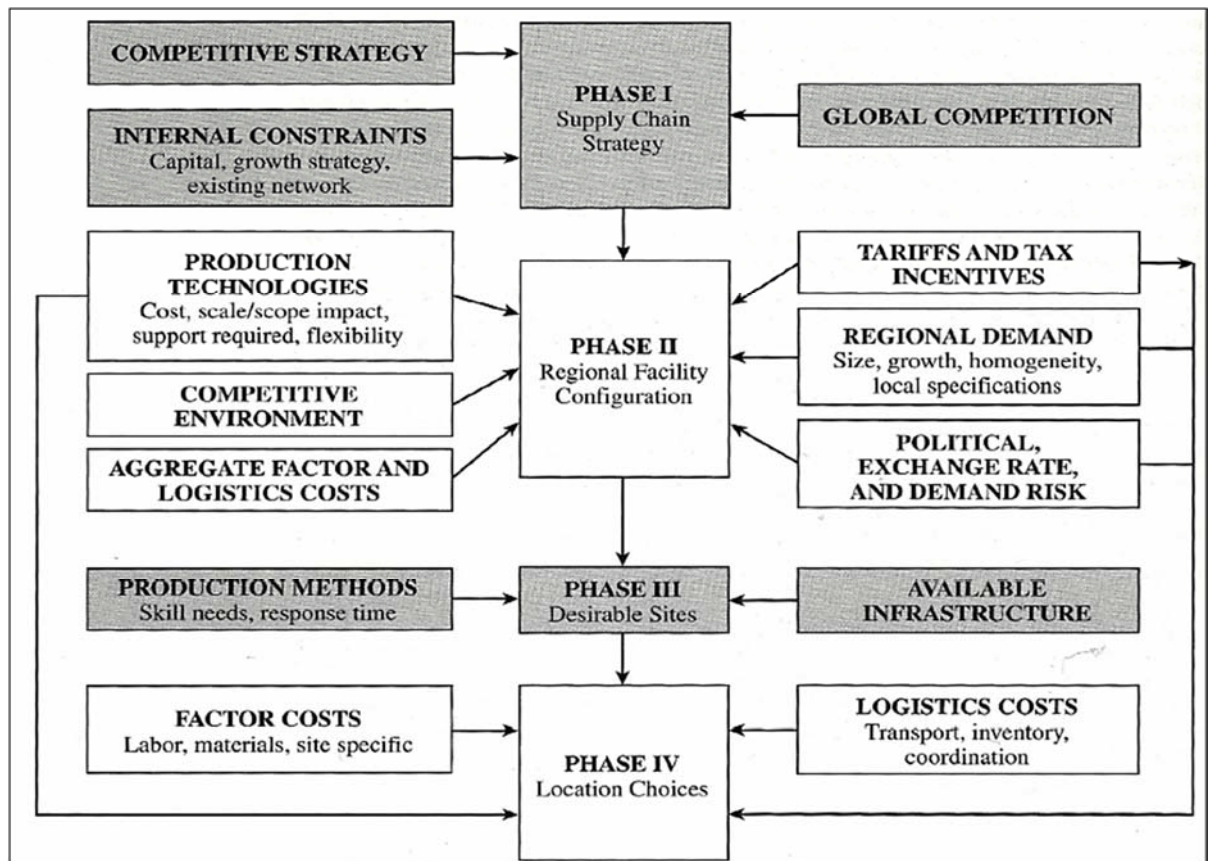 COMPETITIVE STRATEGY
PHASE I
Supply Chain
Strategy
GLOBAL COMPETITION
INTERNAL CONSTRAINTS
Capital, growth strategy,
existing network
PRODUCTION
TECHNOLOGIES
Cost, scale/scope impact,
support required, flexibility
COMPETITIVE
ENVIRONMENT
AGGREGATE FACTOR AND
LOGISTICS COSTS
PHASE II
Regional Facility
Configuration
TARIFFS AND TAX
INCENTIVES
REGIONAL DEMAND
Size, growth, homogeneity,
local specifications
POLITICAL,
EXCHANGE RATE,
AND DEMAND RISK
PRODUCTION METHODS
Skill needs, response time
PHASE III
Desirable Sites
AVAILABLE
INFRASTRUCTURE
FACTOR COSTS
Labor, materials, site specific
PHASE IV
Location Choices
LOGISTICS COSTS
Transport, inventory,
coordination